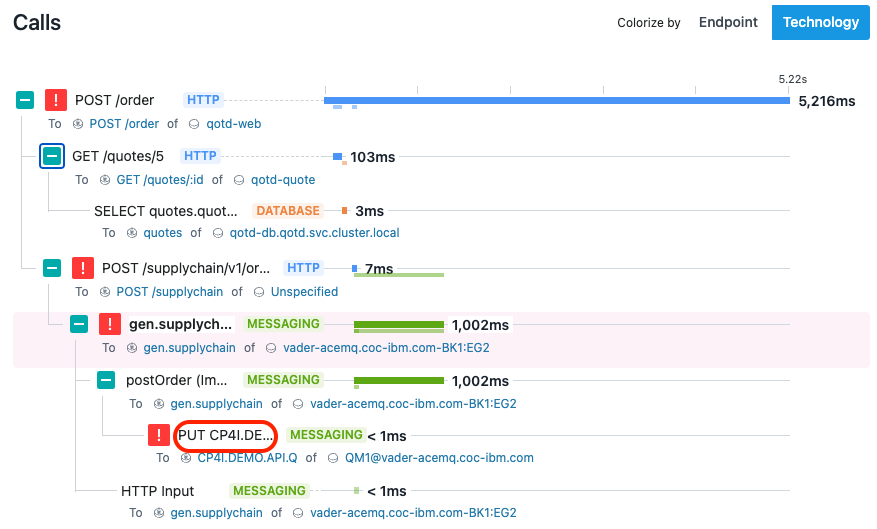 Calls
Colorize by Endpoint Technology
5.22s
! POST /order HTTP 5,216ms
To POST /order of qotd-web
GET /quotes/5 HTTP 103ms
To GET /quotes/:id of qotd-quote
SELECT quotes.quot... DATABASE 3ms
To quotes of qotd-db.qotd.svc.cluster.local
! POST /supplychain/v1/or... HTTP 7ms
To POST /supplychain of Unspecified
! gen.supplych... MESSAGING 1,002ms
To gen.supplychain of vader-acemq.coc-ibm.com-BK1:EG2
postOrder (Im... MESSAGING 1,002ms
To gen.supplychain of vader-acemq.coc-ibm.com-BK1:EG2
! PUT CP4I.DE... MESSAGING < 1ms
To CP4I.DEMO.API.Q of QM1@vader-acemq.coc-ibm.com
HTTP Input MESSAGING < 1ms
To gen.supplychain of vader-acemq.coc-ibm.com-BK1:EG2